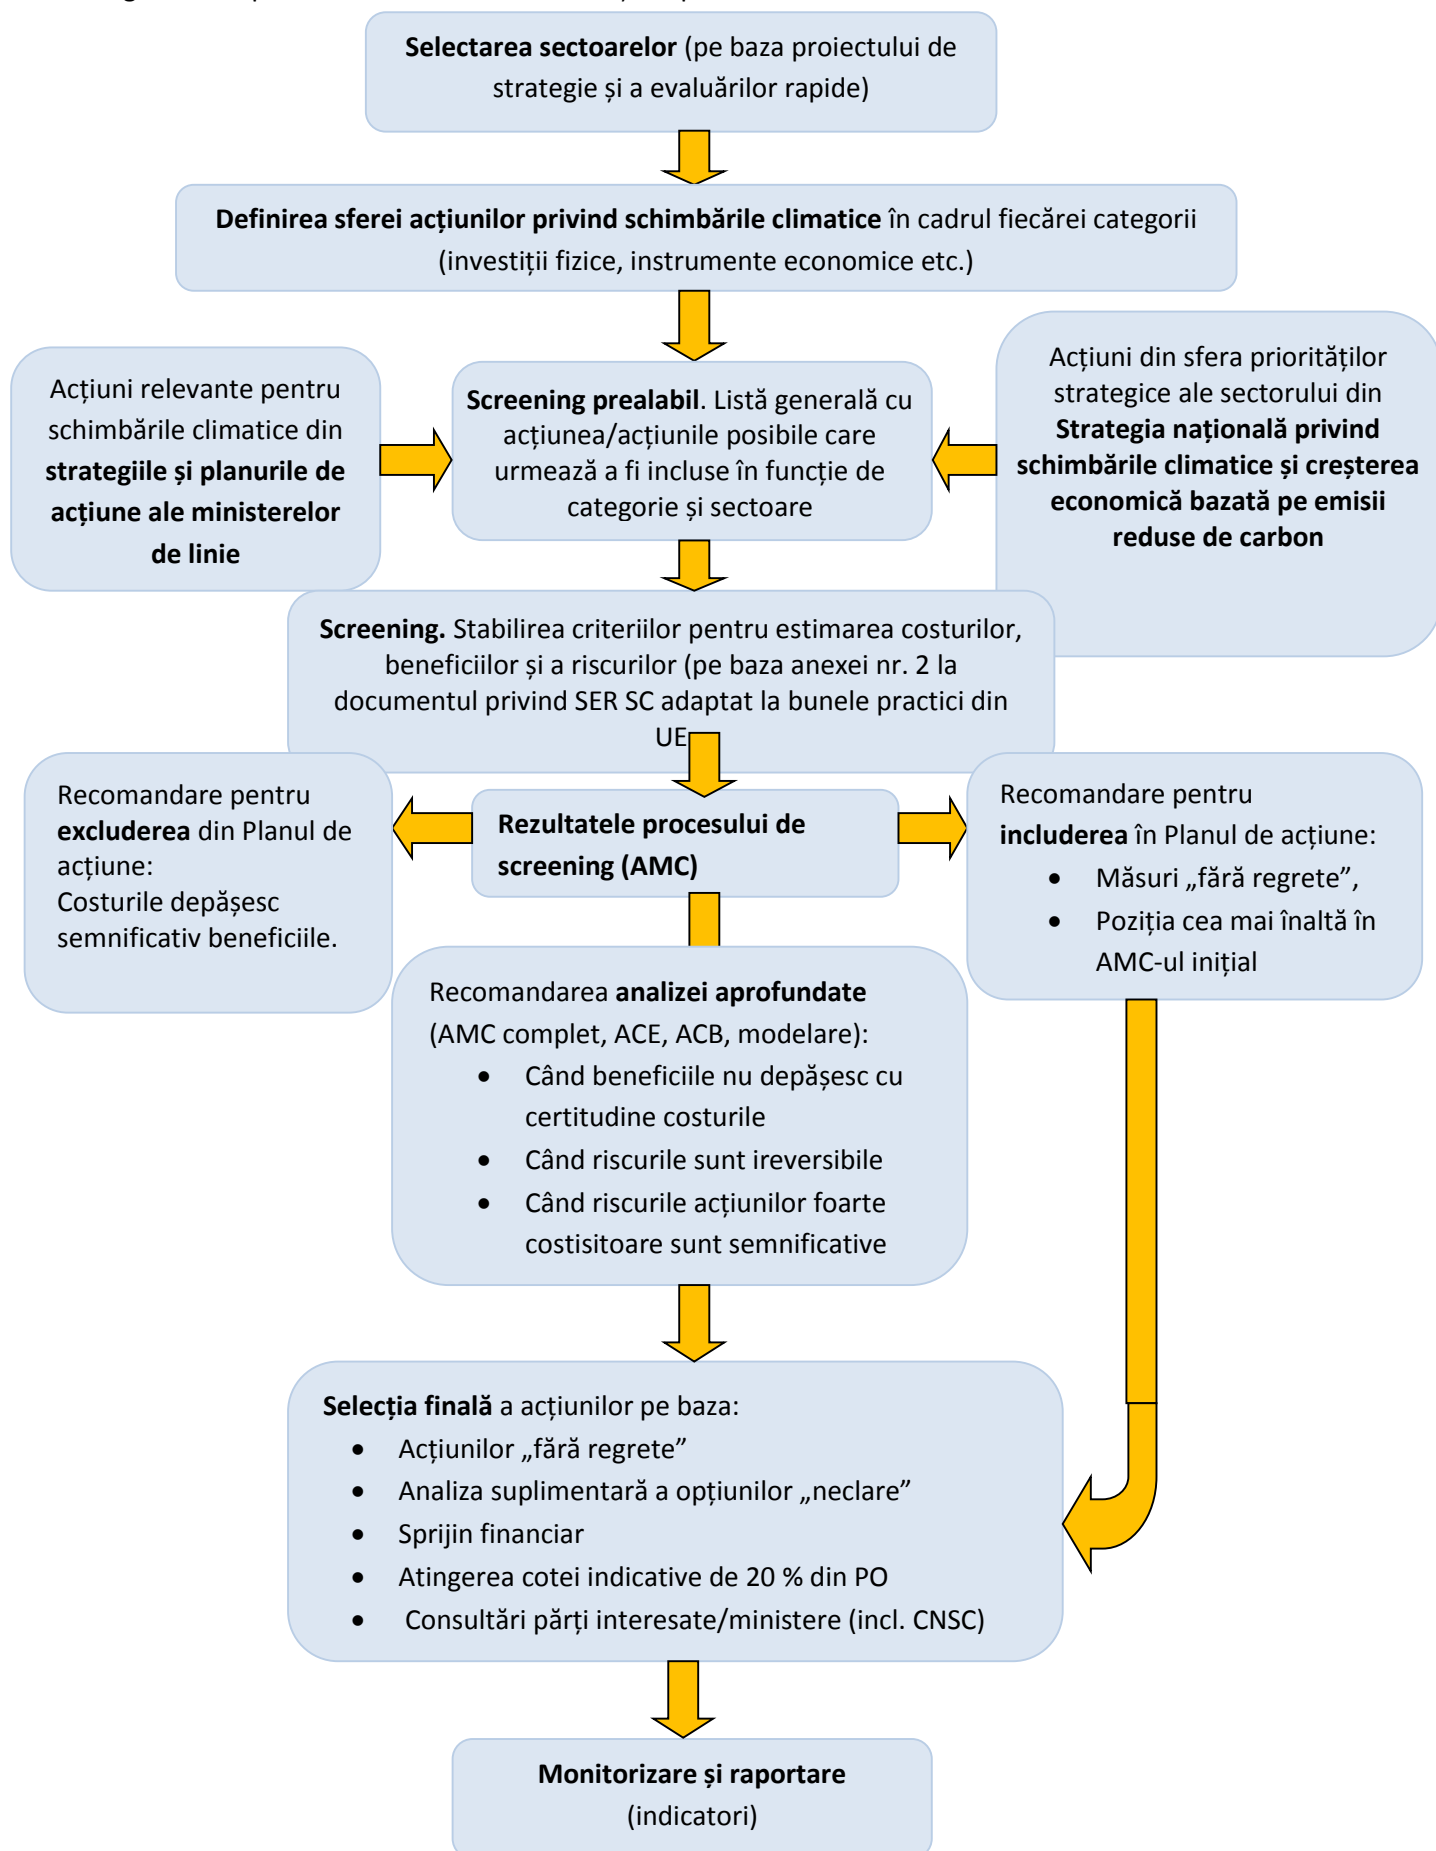 Selectarea sectoarelor (pe baza proiectului de
strategie și a evaluărilor rapide)
Definirea sferei acțiunilor privind schimbările climatice în cadrul fiecărei categorii
(investiții fizice, instrumente economice etc.)
Acțiuni relevante pentru
schimbările climatice din
strategiile și planurile de
acțiune ale ministerelor
de linie
Screening prealabil. Listă generală cu
acțiunea/acțiunile posibile care
urmează a fi incluse în funcție de
categorie și sectoare
Acțiuni din sfera priorităților
strategice ale sectorului din
Strategia națională privind
schimbările climatice și creșterea
economică bazată pe emisii
reduse de carbon
Screening. Stabilirea criteriilor pentru estimarea costurilor,
beneficiilor și a riscurilor (pe baza anexei nr. 2 la
documentul privind SER SC adaptat la bunele practici din
UE
Recomandare pentru
excluderea din Planul de
acțiune:
Costurile depășesc
semnificativ beneficiile.
Rezultatele procesului de
screening (AMC)
Recomandare pentru
includerea în Planul de acțiune:
• Măsuri „fără regrete”,
• Poziția cea mai înaltă în
AMC-ul inițial
Recomandarea analizei aprofundate
(AMC complet, ACE, ACB, modelare):
• Când beneficiile nu depășesc cu
certitudine costurile
• Când riscurile sunt ireversibile
• Când riscurile acțiunilor foarte
costisitoare sunt semnificative
Selecția finală a acțiunilor pe baza:
• Acțiunilor „fără regrete”
• Analiza suplimentară a opțiunilor „neclare”
• Sprijin financiar
• Atingerea cotei indicative de 20 % din PO
• Consultări părți interesate/ministere (incl. CNSC)
Monitorizare și raportare
(indicatori)